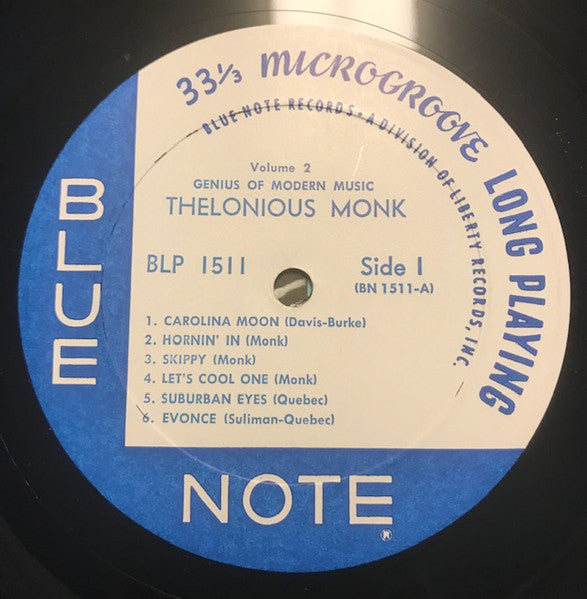 33⅓ MICROGROOVE LONG PLAYING
BLUE NOTE RECORDS • A DIVISION OF LIBERTY RECORDS, INC.
Volume 2
GENIUS OF MODERN MUSIC
THELONIOUS MONK
BLP 1511
Side 1
(BN 1511-A)
1. CAROLINA MOON (Davis-Burke)
2. HORNIN' IN (Monk)
3. SKIPPY (Monk)
4. LET'S COOL ONE (Monk)
5. SUBURBAN EYES (Quebec)
6. EVONCE (Suliman-Quebec)
BLUE
NOTE®